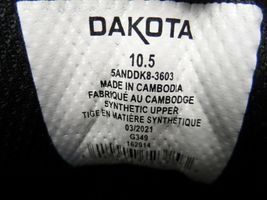 DAKOTA
10.5
5ANDDK8-3603
MADE IN CAMBODIA
FABRIQUÉ AU CAMBODGE
SYNTHETIC UPPER
TIGE EN MATIÈRE SYNTHÉTIQUE
03/2021
G349
162914